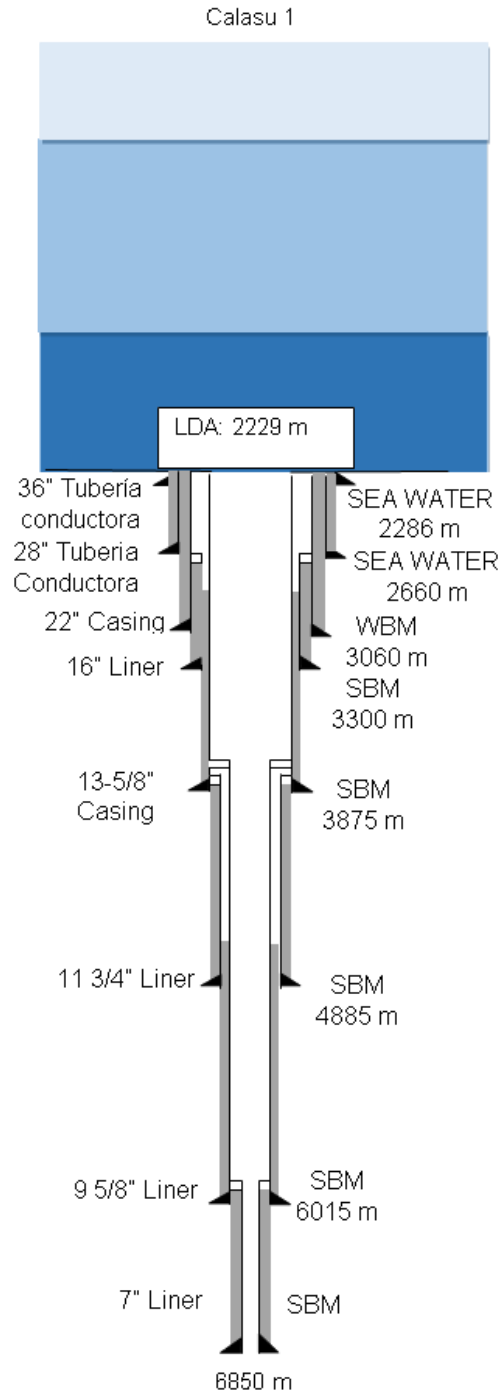 Calasu 1
LDA: 2229 m
36" Tubería
conductora
SEA WATER
2286 m
28" Tuberia
Conductora
SEA WATER
2660 m
22" Casing
WBM
3060 m
16" Liner
SBM
3300 m
13-5/8"
Casing
SBM
3875 m
11 3/4" Liner
SBM
4885 m
9 5/8" Liner
SBM
6015 m
7" Liner
SBM
6850 m